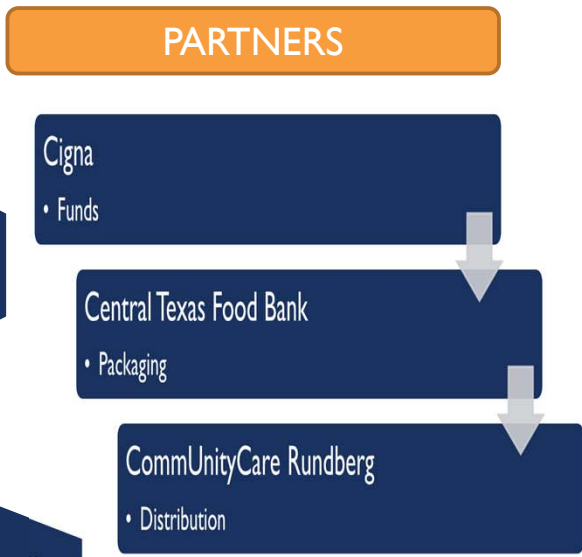 PARTNERS
Cigna
• Funds
Central Texas Food Bank
• Packaging
CommUnityCare Rundberg
• Distribution